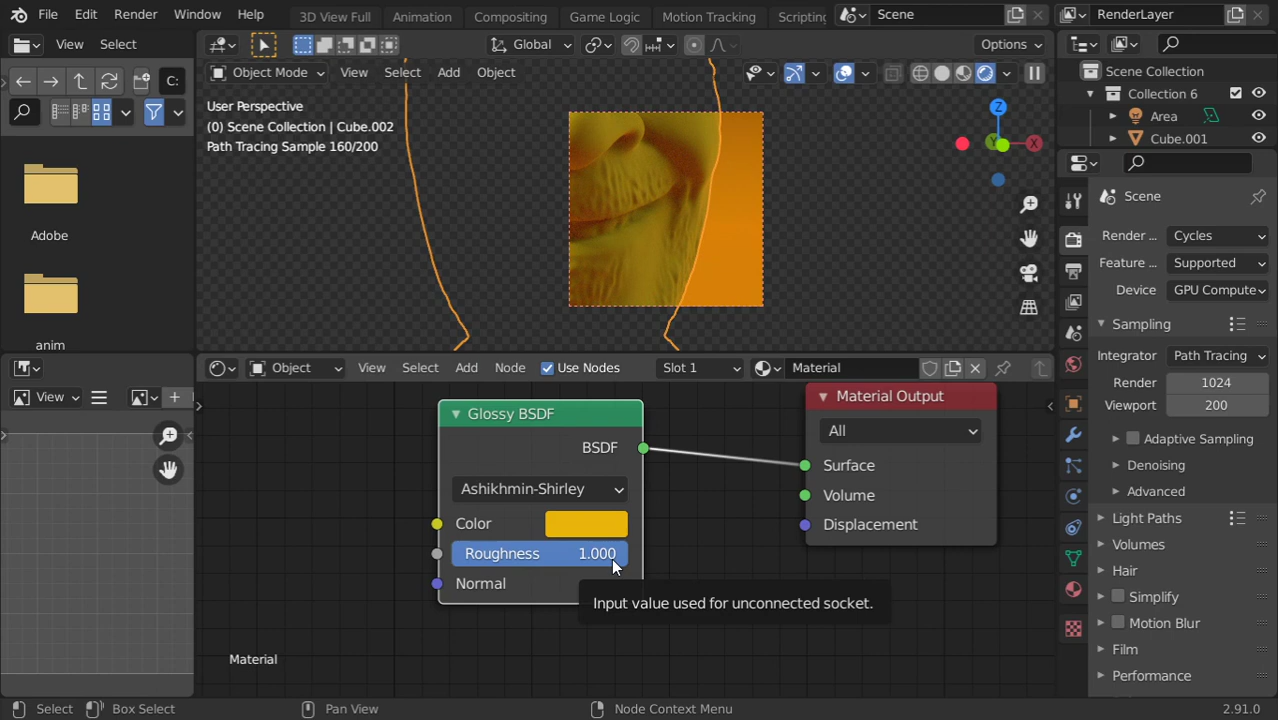 File Edit Render Window Help 3D View Full Animation Compositing Game Logic Motion Tracking Scripting Scene RenderLayer
View Select Global Options
C: Object Mode View Select Add Object
User Perspective
(0) Scene Collection | Cube.002
Path Tracing Sample 160/200
Z
Y
X
Adobe
anim
Scene Collection
Collection 6
Area
Cube.001
Scene
Render ... Cycles
Feature ... Supported
Device GPU Compute
Sampling
Integrator Path Tracing
Render 1024
Viewport 200
Adaptive Sampling
Denoising
Advanced
Light Paths
Volumes
Hair
Simplify
Motion Blur
Film
Performance
View
Object View Select Add Node Use Nodes Slot 1 Material
Glossy BSDF
BSDF
Ashikhmin-Shirley
Color
Roughness 1.000
Normal
Input value used for unconnected socket.
Material Output
All
Surface
Volume
Displacement
Material
Select Box Select Pan View Node Context Menu 2.91.0